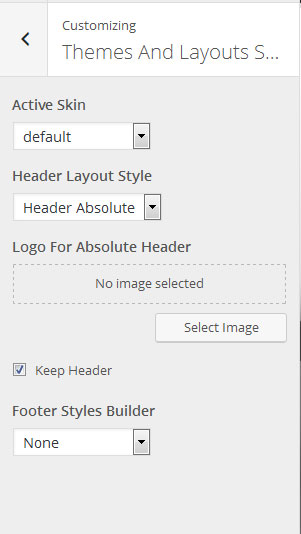 Customizing
Themes And Layouts S...
Active Skin
default
Header Layout Style
Header Absolute
Logo For Absolute Header
No image selected
Select Image
Keep Header
Footer Styles Builder
None